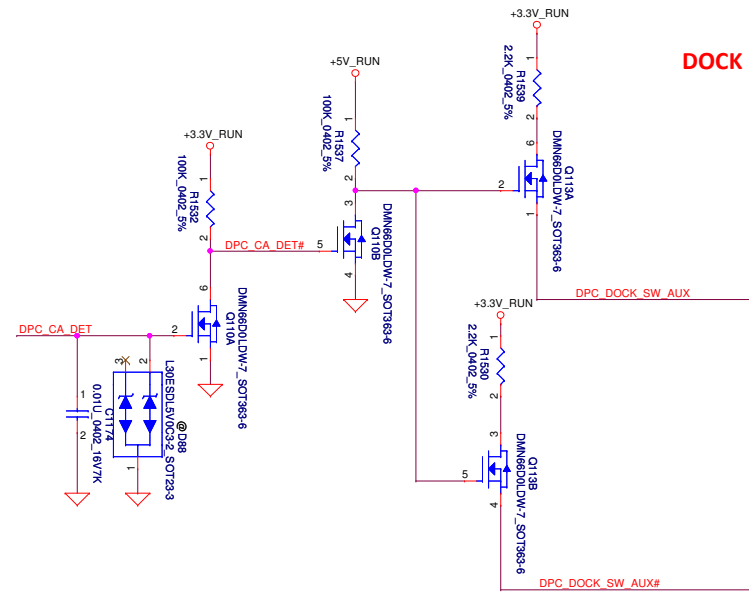 +3.3V_RUN
DOCK
1
R1539
2.2K_0402_5%
2
+5V_RUN
1
R1537
100K_0402_5%
2
6
Q113A
DMN66D0LDW-7_SOT363-6
2
1
+3.3V_RUN
1
R1532
100K_0402_5%
2
3
DMN66D0LDW-7_SOT363-6
Q110B
DPC_CA_DET#
5
4
DPC_DOCK_SW_AUX
6
DMN66D0LDW-7_SOT363-6
Q110A
DPC_CA_DET
2
1
+3.3V_RUN
1
R1530
2.2K_0402_5%
2
3
2
L30ESDL5V0C3-2_SOT23-3
@D88
1
1
C1174
0.01U_0402_16V7K
2
3
Q113B
DMN66D0LDW-7_SOT363-6
5
4
DPC_DOCK_SW_AUX#